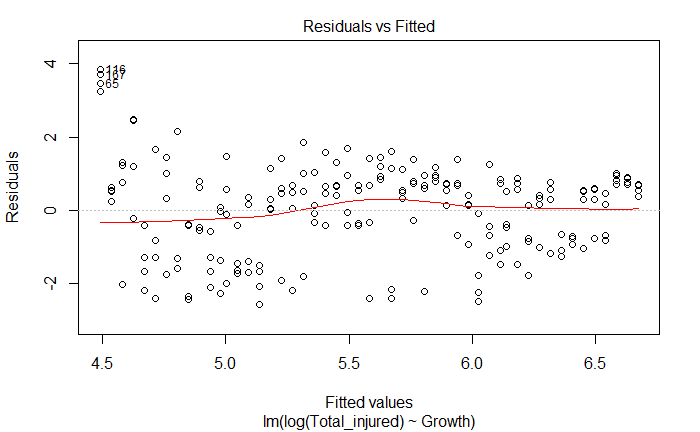 Residuals vs Fitted
Residuals
4
2
0
-2
116
167
65
4.5 5.0 5.5 6.0 6.5
Fitted values
lm(log(Total_injured) ~ Growth)